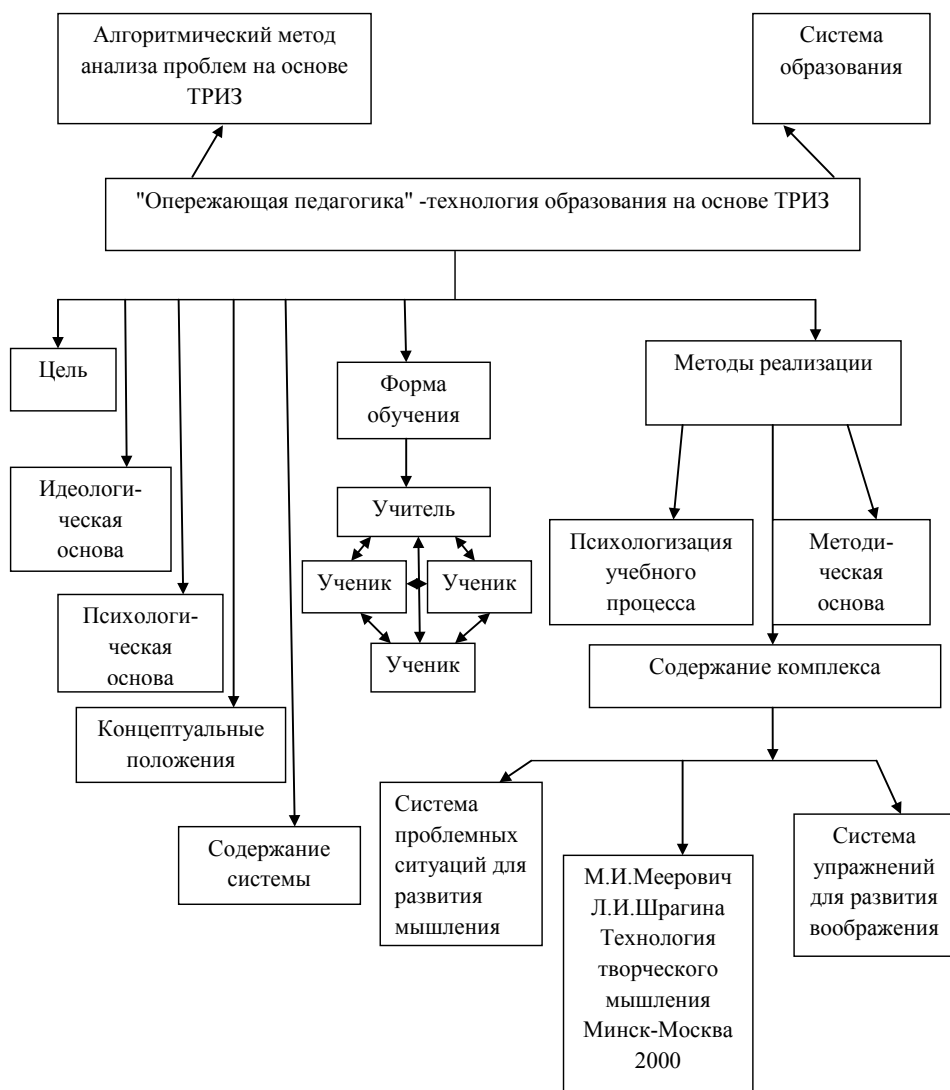 Алгоритмический метод
анализа проблем на основе
ТРИЗ
Система
образования
"Опережающая педагогика" -технология образования на основе ТРИЗ
Цель
Форма
обучения
Методы реализации
Идеологи-
ческая
основа
Учитель
Ученик
Ученик
Ученик
Психологизация
учебного
процесса
Методи-
ческая
основа
Психологи-
ческая
основа
Содержание комплекса
Концептуальные
положения
Содержание
системы
Система
проблемных
ситуаций для
развития
мышления
М.И.Меерович
Л.И.Шрагина
Технология
творческого
мышления
Минск-Москва
2000
Система
упражнений
для развития
воображения